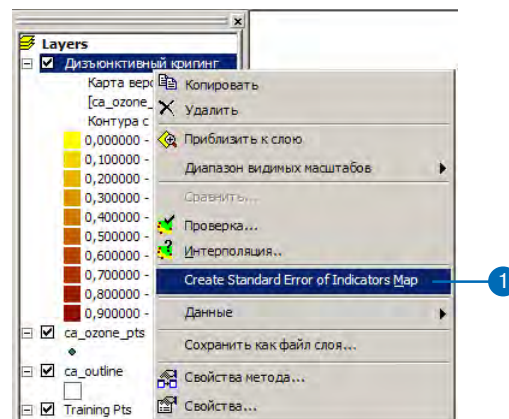 Layers
Дизъюнктивный кригинг
Карта
[ca_ozone_
Контура с
0,000000 -
0,100000 -
0,200000 -
0,300000 -
0,400000 -
0,500000 -
0,600000 -
0,700000 -
0,800000 -
0,900000 -
ca_ozone_pts
ca_outline
Training Pts
Копировать
Удалить
Приблизить к слою
Диапазон видимых масштабов
Сравнить...
Проверка...
Интерполяция..
Create Standard Error of Indicators Map
1
Данные
Сохранить как файл слоя...
Свойства метода...
Свойства...